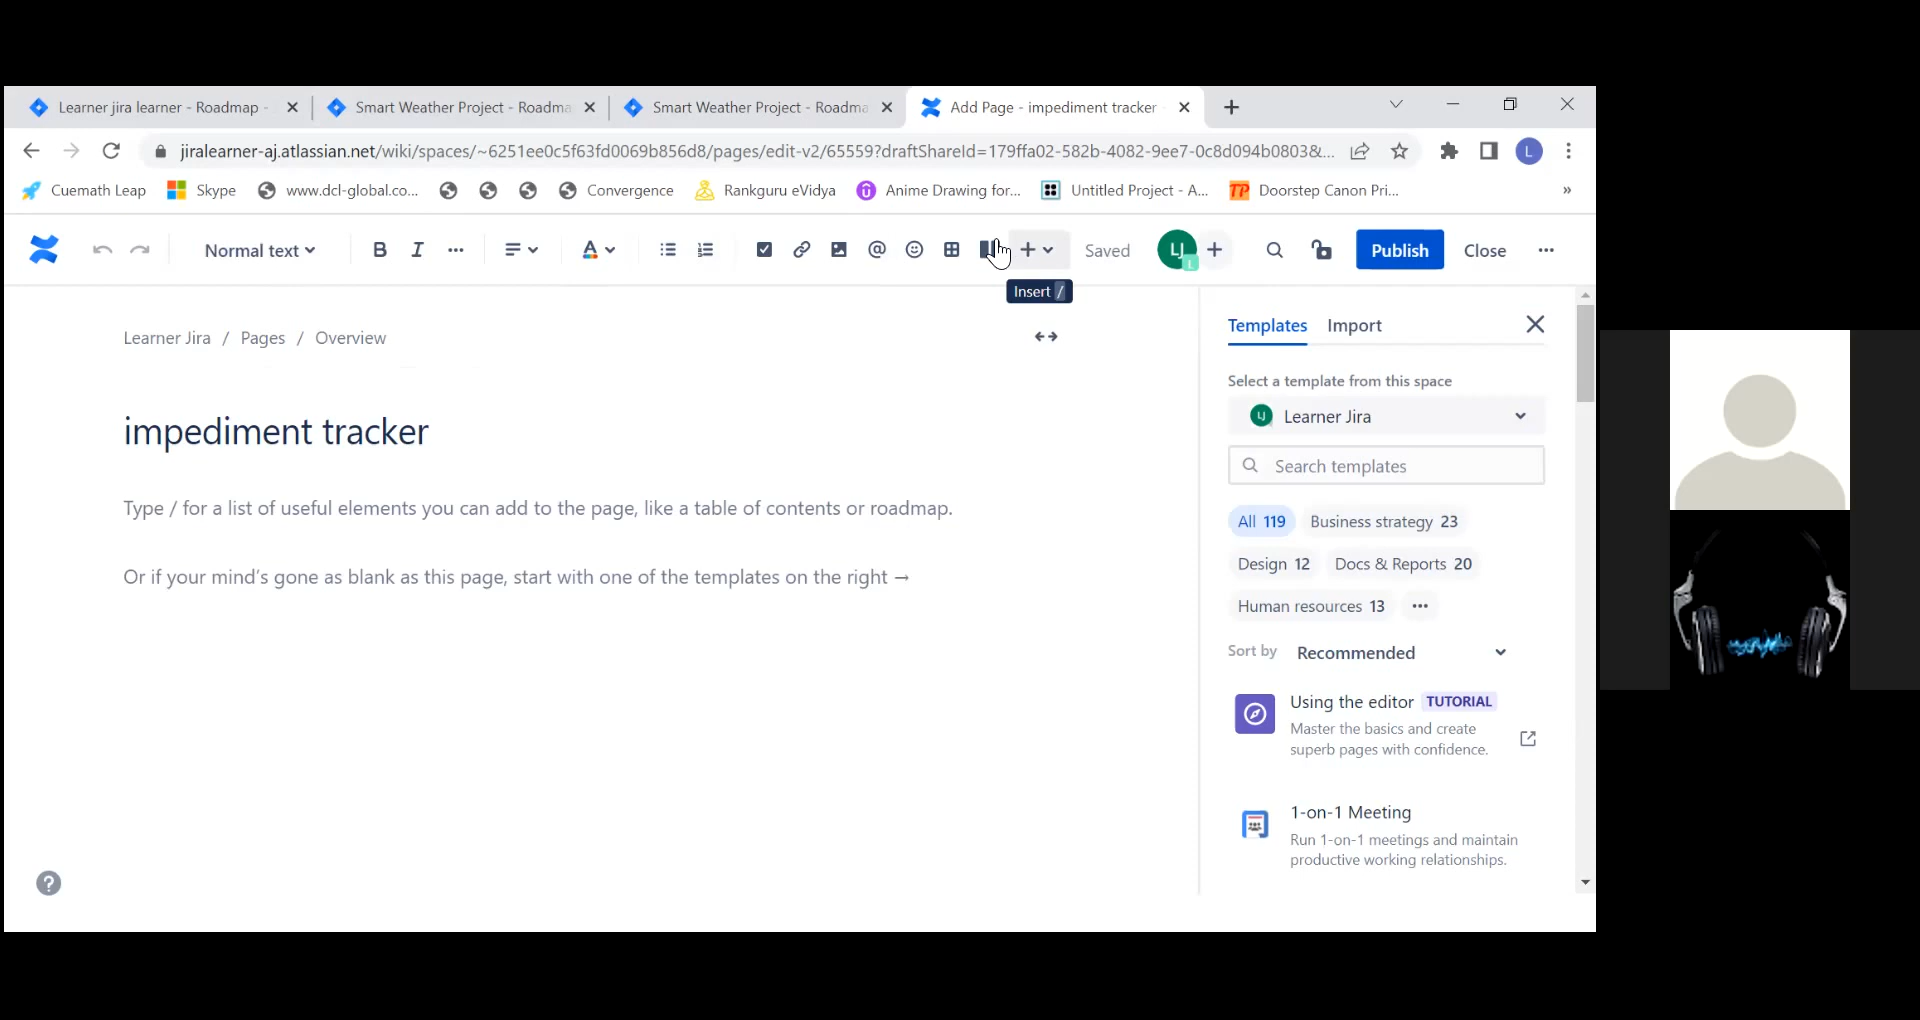 Learner jira learner - Roadmap -
Smart Weather Project - Roadma
Smart Weather Project - Roadma
Add Page - impediment tracker
jiralearner-aj.atlassian.net/wiki/spaces/~6251ee0c5f63fd0069b856d8/pages/edit-v2/65559?draftShareId=179ffa02-582b-4082-9ee7-0c8d094b0803&...
L
Cuemath Leap
Skype
www.dcl-global.co...
Convergence
Rankguru eVidya
Anime Drawing for...
Untitled Project - A...
TP Doorstep Canon Pri...
»
Normal text
B
I
A
Saved
LJ
L
Publish
Close
Insert /
Learner Jira / Pages / Overview
impediment tracker
Type / for a list of useful elements you can add to the page, like a table of contents or roadmap.
Or if your mind's gone as blank as this page, start with one of the templates on the right →
Templates
Import
Select a template from this space
LJ Learner Jira
Search templates
All 119
Business strategy 23
Design 12
Docs & Reports 20
Human resources 13
Sort by Recommended
Using the editor TUTORIAL
Master the basics and create
superb pages with confidence.
1-on-1 Meeting
Run 1-on-1 meetings and maintain
productive working relationships.
?